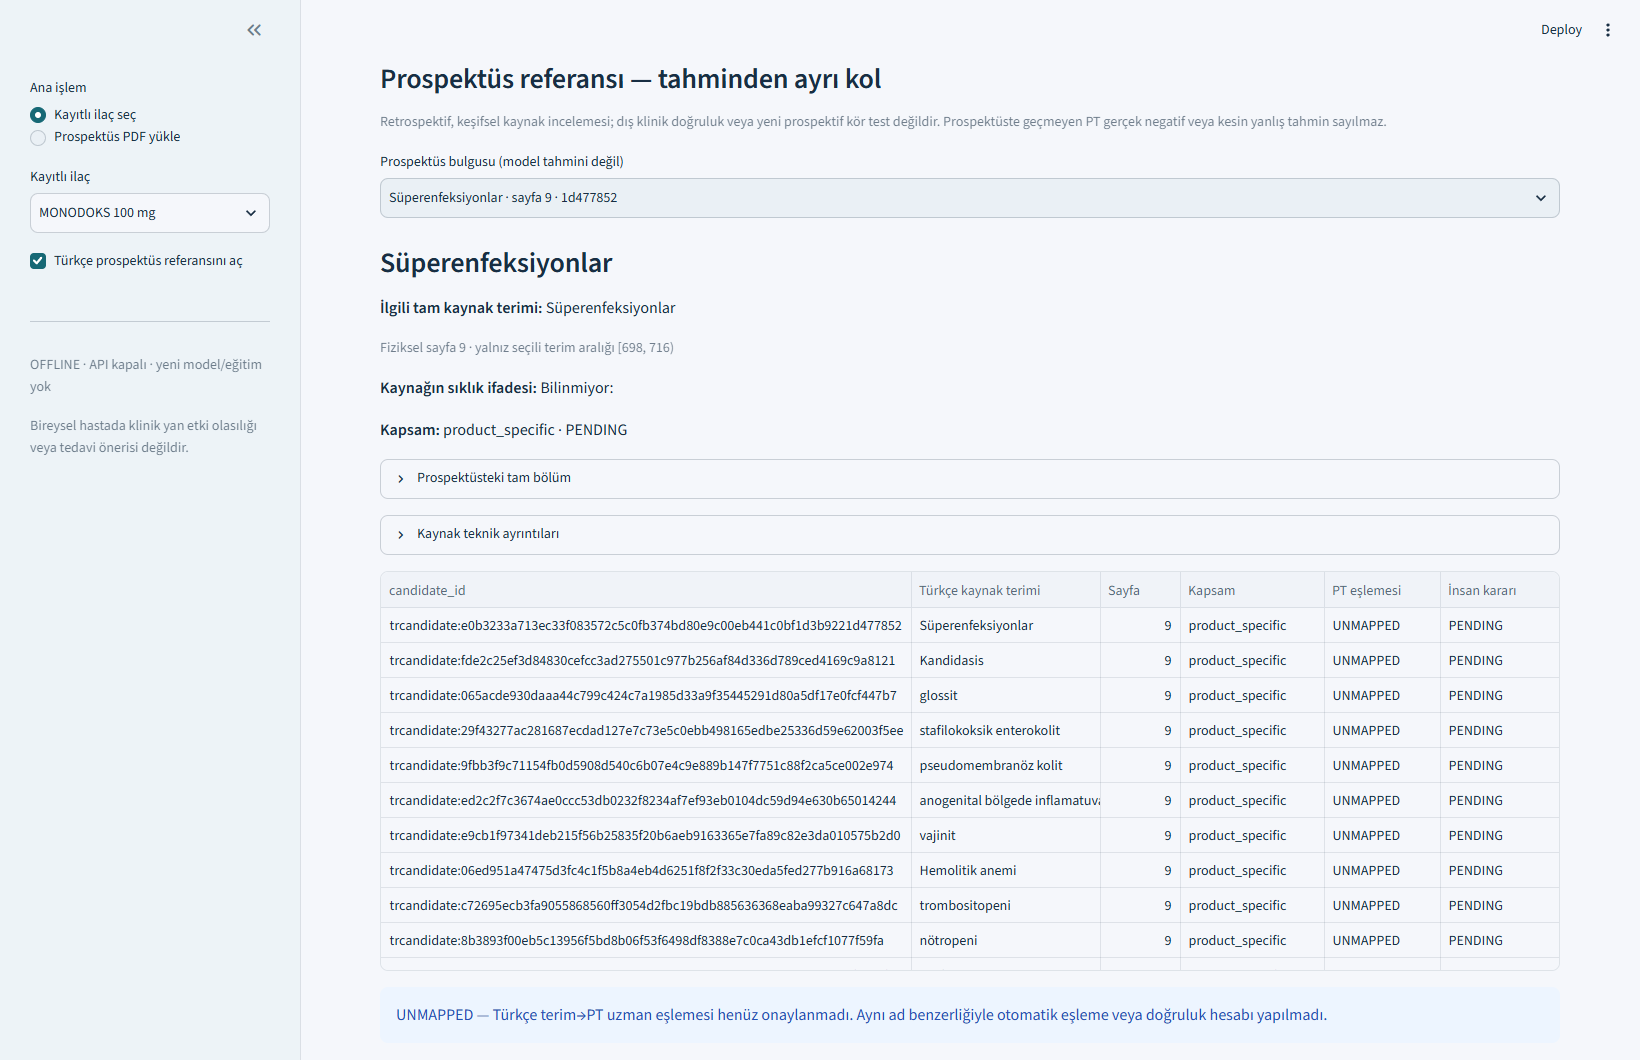 Deploy
Ana işlem
Kayıtlı ilaç seç
Prospektüs PDF yükle
Kayıtlı ilaç
MONODOKS 100 mg
Türkçe prospektüs referansını aç
OFFLINE · API kapalı · yeni model/eğitim
yok
Bireysel hastada klinik yan etki olasılığı
veya tedavi önerisi değildir.
Prospektüs referansı — tahminden ayrı kol
Retrospektif, keşifsel kaynak incelemesi; dış klinik doğruluk veya yeni prospektif kör test değildir. Prospektüste geçmeyen PT gerçek negatif veya kesin yanlış tahmin sayılmaz.
Prospektüs bulgusu (model tahmini değil)
Süperenfeksiyonlar · sayfa 9 · 1d477852
Süperenfeksiyonlar
İlgili tam kaynak terimi: Süperenfeksiyonlar
Fiziksel sayfa 9 · yalnız seçili terim aralığı [698, 716)
Kaynağın sıklık ifadesi: Bilinmiyor:
Kapsam: product_specific · PENDING
Prospektüsteki tam bölüm
Kaynak teknik ayrıntıları
candidate_id Türkçe kaynak terimi Sayfa Kapsam PT eşlemesi İnsan kararı
trcandidate:e0b3233a713ec33f083572c5c0fb374bd80e9c00eb441c0bf1d3b9221d477852 Süperenfeksiyonlar 9 product_specific UNMAPPED PENDING
trcandidate:fde2c25ef3d84830cefcc3ad275501c977b256af84d336d789ced4169c9a8121 Kandidasis 9 product_specific UNMAPPED PENDING
trcandidate:065acde930daaa44c799c424c7a1985d33a9f35445291d80a5df17e0fcf447b7 glossit 9 product_specific UNMAPPED PENDING
trcandidate:29f43277ac281687ecdad127e7c73e5c0ebb498165edbe25336d59e62003f5ee stafilokoksik enterokolit 9 product_specific UNMAPPED PENDING
trcandidate:9fbb3f9c71154fb0d5908d540c6b07e4c9e889b147f7751c88f2ca5ce002e974 pseudomembranöz kolit 9 product_specific UNMAPPED PENDING
trcandidate:ed2c2f7c3674ae0ccc53db0232f8234af7ef93eb0104dc59d94e630b65014244 anogenital bölgede inflamatuva 9 product_specific UNMAPPED PENDING
trcandidate:e9cb1f97341deb215f56b25835f20b6aeb9163365e7fa89c82e3da010575b2d0 vajinit 9 product_specific UNMAPPED PENDING
trcandidate:06ed951a47475d3fc4c1f5b8a4eb4d6251f8f2f33c30eda5fed277b916a68173 Hemolitik anemi 9 product_specific UNMAPPED PENDING
trcandidate:c72695ecb3fa9055868560ff3054d2fbc19bdb885636368eaba99327c647a8dc trombositopeni 9 product_specific UNMAPPED PENDING
trcandidate:8b3893f00eb5c13956f5bd8b06f53f6498df8388e7c0ca43db1efcf1077f59fa nötropeni 9 product_specific UNMAPPED PENDING
UNMAPPED — Türkçe terim→PT uzman eşlemesi henüz onaylanmadı. Aynı ad benzerliğiyle otomatik eşleme veya doğruluk hesabı yapılmadı.